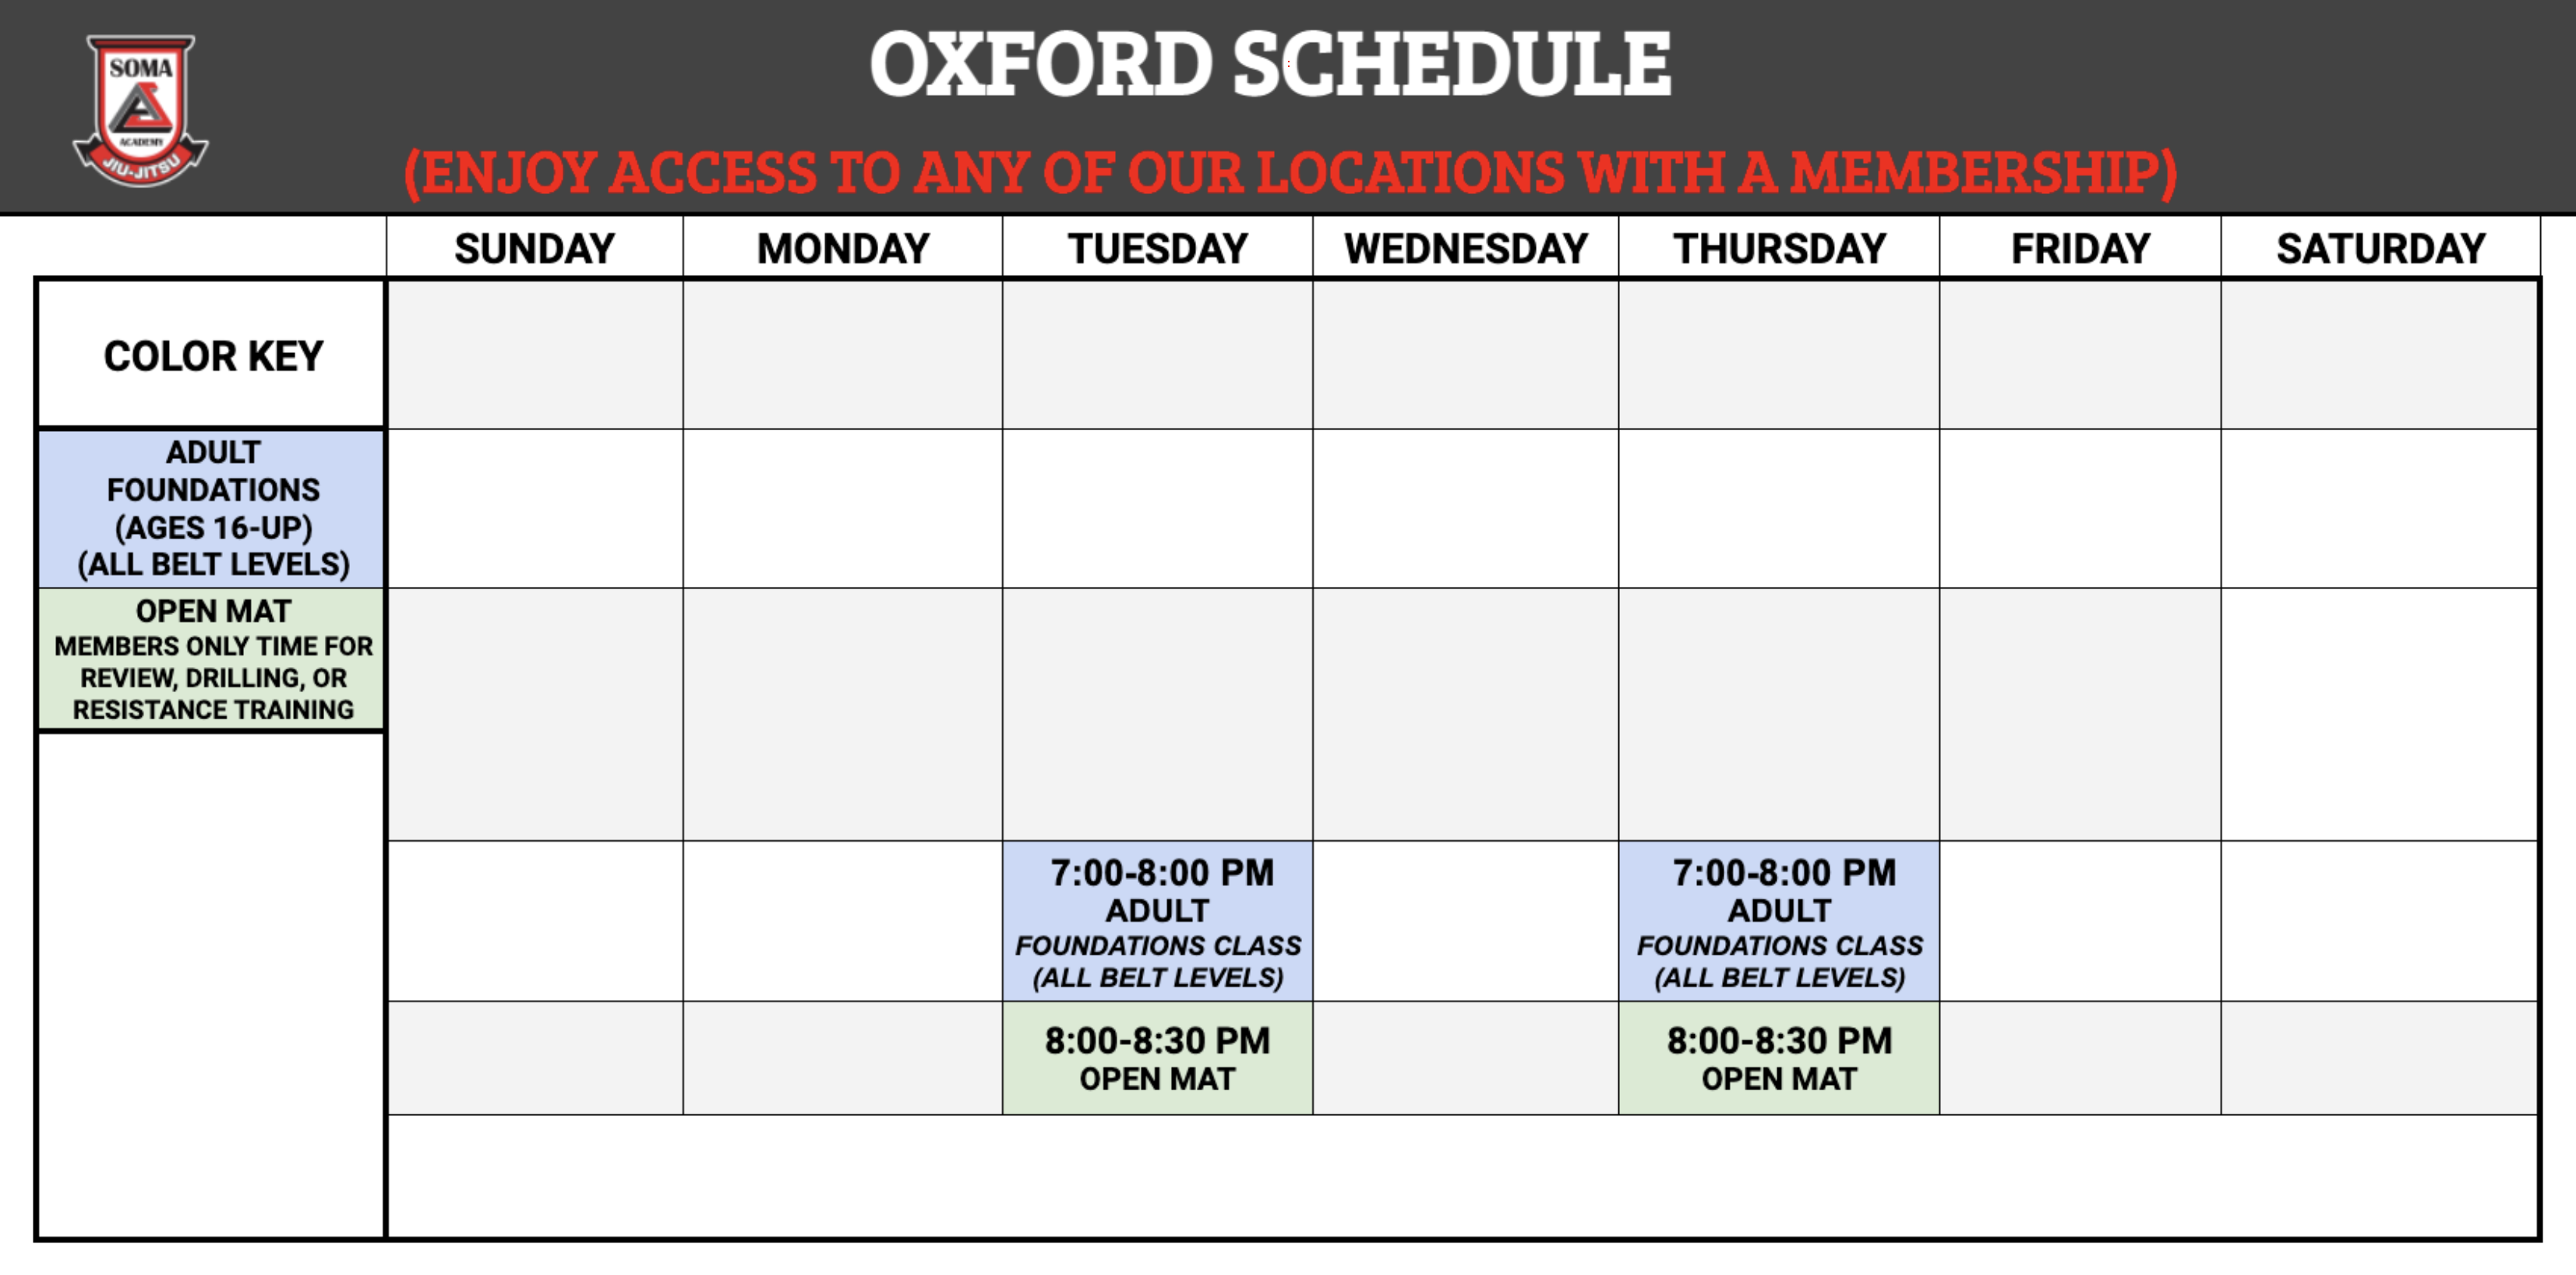 SOMA
ACADEMY
JIU-JITSU
OXFORD SCHEDULE
(ENJOY ACCESS TO ANY OF OUR LOCATIONS WITH A MEMBERSHIP)
SUNDAY MONDAY TUESDAY WEDNESDAY THURSDAY FRIDAY SATURDAY
COLOR KEY
ADULT
FOUNDATIONS
(AGES 16-UP)
(ALL BELT LEVELS)
OPEN MAT
MEMBERS ONLY TIME FOR
REVIEW, DRILLING, OR
RESISTANCE TRAINING
7:00-8:00 PM
ADULT
FOUNDATIONS CLASS
(ALL BELT LEVELS)
7:00-8:00 PM
ADULT
FOUNDATIONS CLASS
(ALL BELT LEVELS)
8:00-8:30 PM
OPEN MAT
8:00-8:30 PM
OPEN MAT